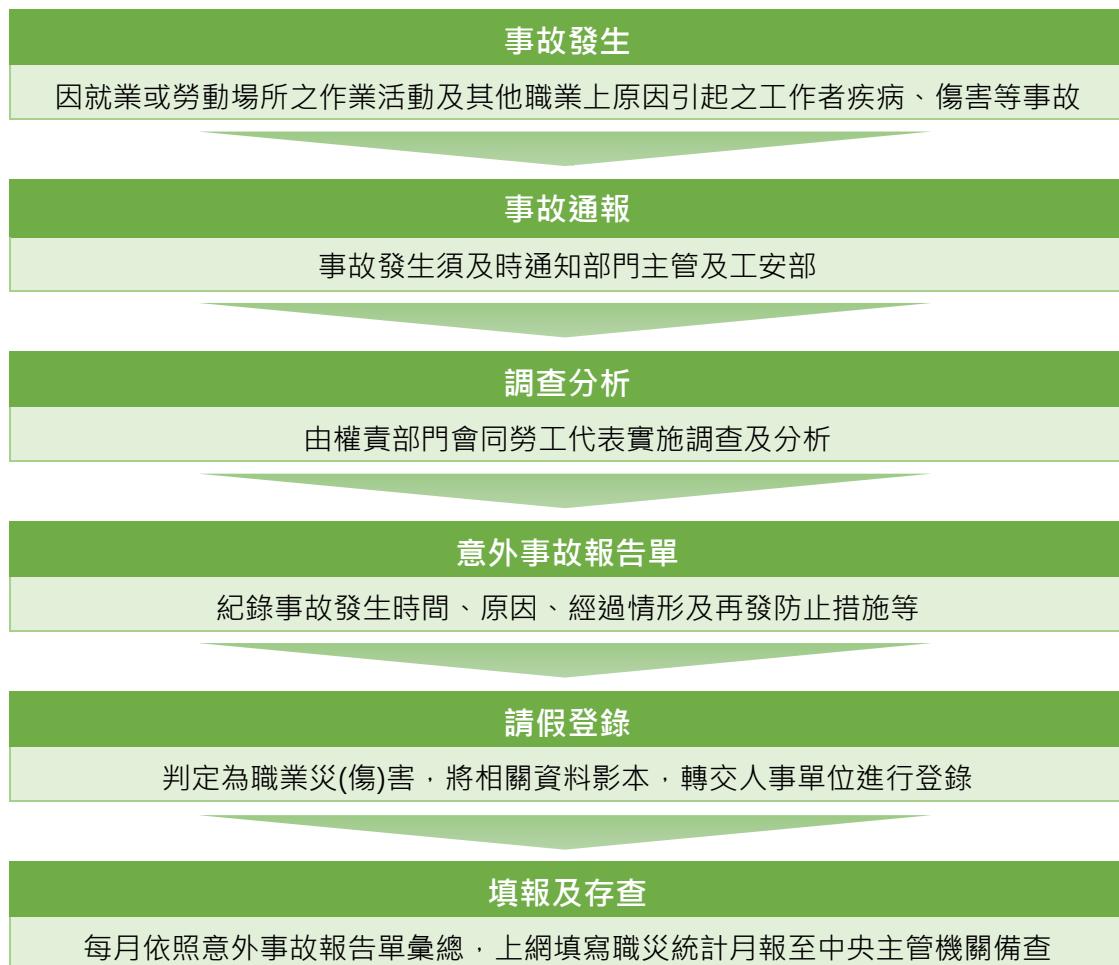 事故發生
因就業或勞動場所之作業活動及其他職業上原因引起之工作者疾病、傷害等事故
事故通報
事故發生須及時通知部門主管及工安部
調查分析
由權責部門會同勞工代表實施調查及分析
意外事故報告單
紀錄事故發生時間、原因、經過情形及再發防止措施等
請假登錄
判定為職業災(傷)害，將相關資料影本，轉交人事單位進行登錄
填報及存查
每月依照意外事故報告單彙總，上網填寫職災統計月報至中央主管機關備查